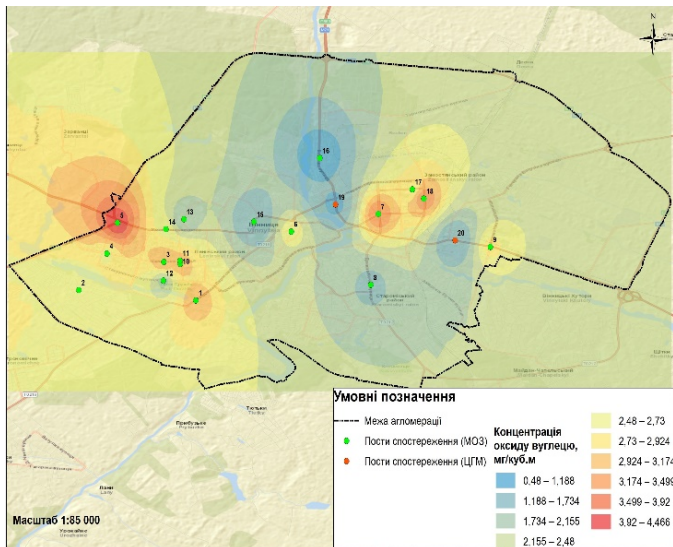 N
16
17
18
19
7
13
14
15
6
5
20
9
4
3
11
10
12
8
2
1
Тютьки
Прибузьке
Лани
Масштаб 1:85 000
Умовні позначення
Межа агломерації
Пости спостереження (МОЗ)
Пости спостереження (ЦГМ)
Концентрація
оксиду вуглецю,
мг/куб.м
0,48 – 1,188
1,188 – 1,734
1,734 – 2,155
2,155 – 2,48
2,48 – 2,73
2,73 – 2,924
2,924 – 3,174
3,174 – 3,499
3,499 – 3,92
3,92 – 4,466